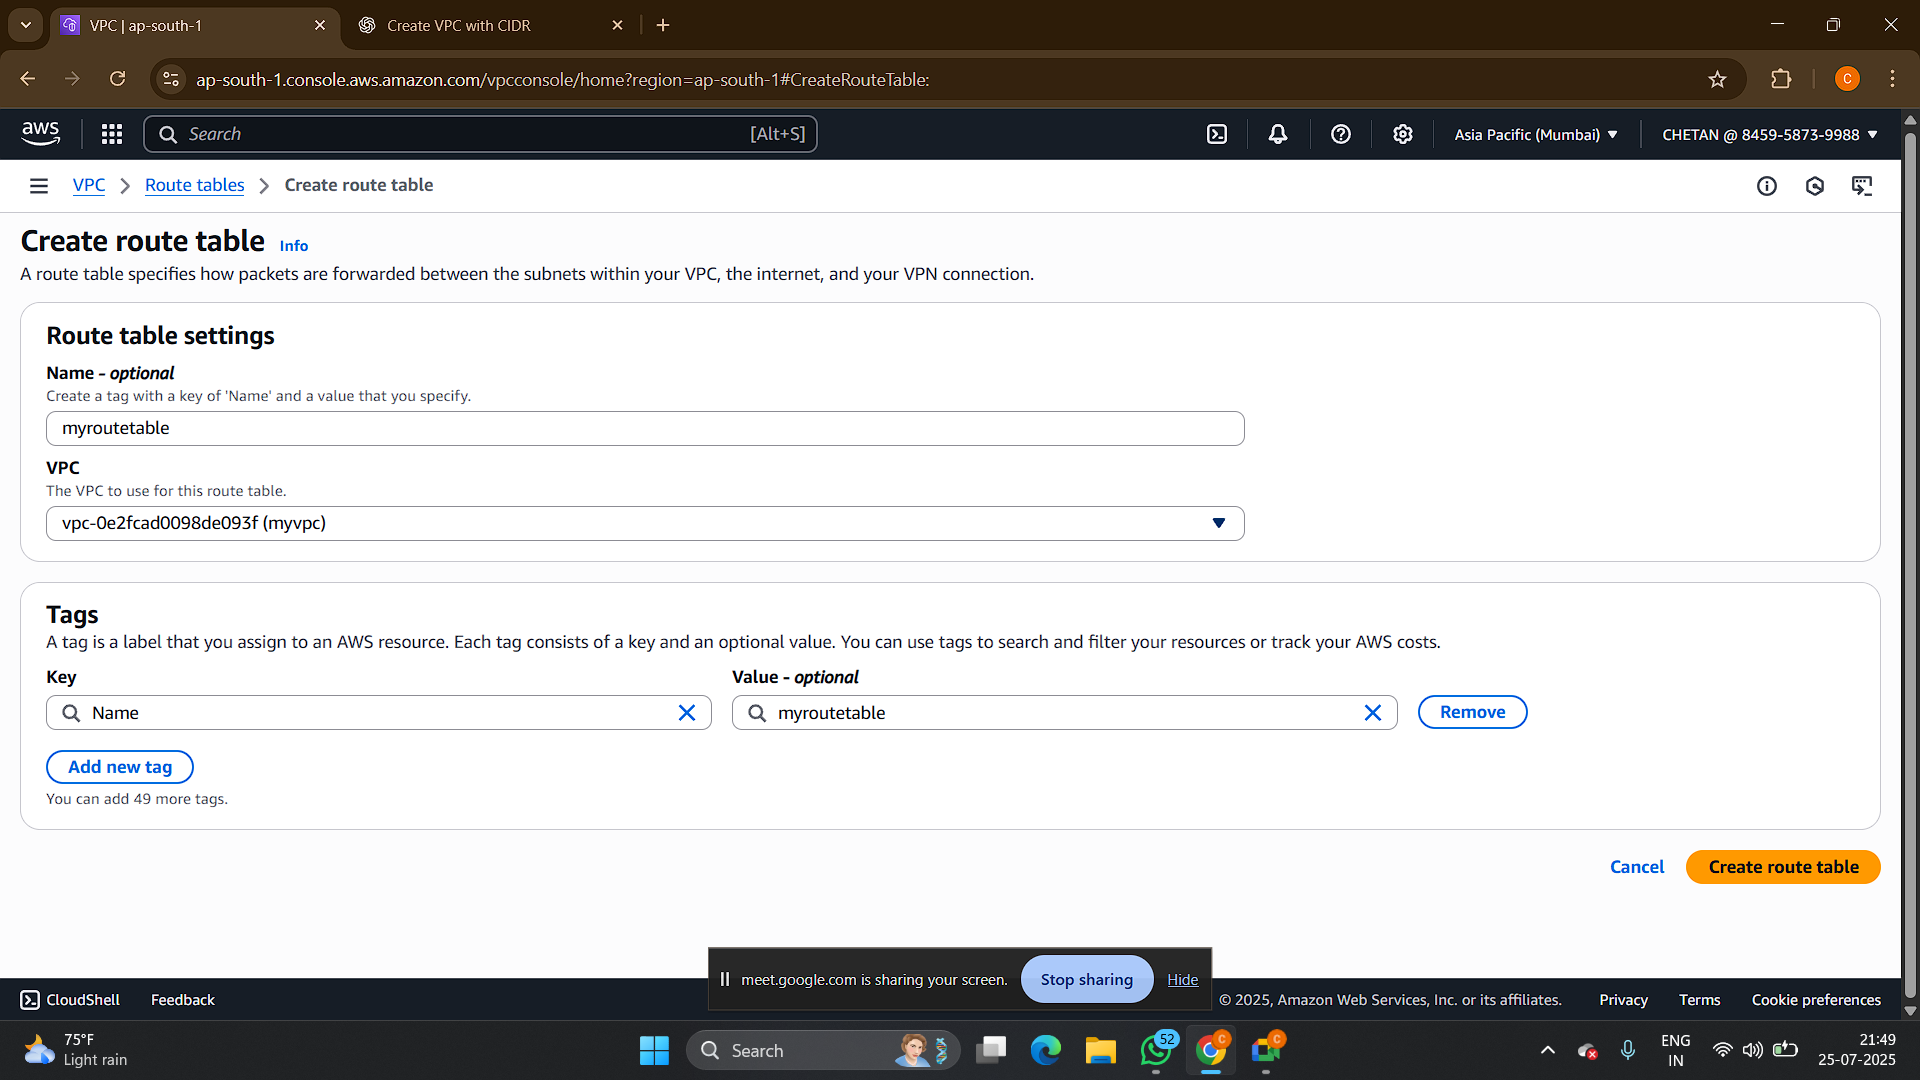 VPC | ap-south-1
Create VPC with CIDR
ap-south-1.console.aws.amazon.com/vpcconsole/home?region=ap-south-1#CreateRouteTable:
C
aws
Search
[Alt+S]
Asia Pacific (Mumbai)
CHETAN @ 8459-5873-9988
VPC
Route tables
Create route table
Create route table
Info
A route table specifies how packets are forwarded between the subnets within your VPC, the internet, and your VPN connection.
Route table settings
Name - optional
Create a tag with a key of 'Name' and a value that you specify.
myroutetable
VPC
The VPC to use for this route table.
vpc-0e2fcad0098de093f (myvpc)
Tags
A tag is a label that you assign to an AWS resource. Each tag consists of a key and an optional value. You can use tags to search and filter your resources or track your AWS costs.
Key
Value - optional
Name
myroutetable
Remove
Add new tag
You can add 49 more tags.
Cancel
Create route table
meet.google.com is sharing your screen.
Stop sharing
Hide
CloudShell
Feedback
© 2025, Amazon Web Services, Inc. or its affiliates.
Privacy
Terms
Cookie preferences
75°F
Light rain
Search
52
C
C
ENG
IN
21:49
25-07-2025